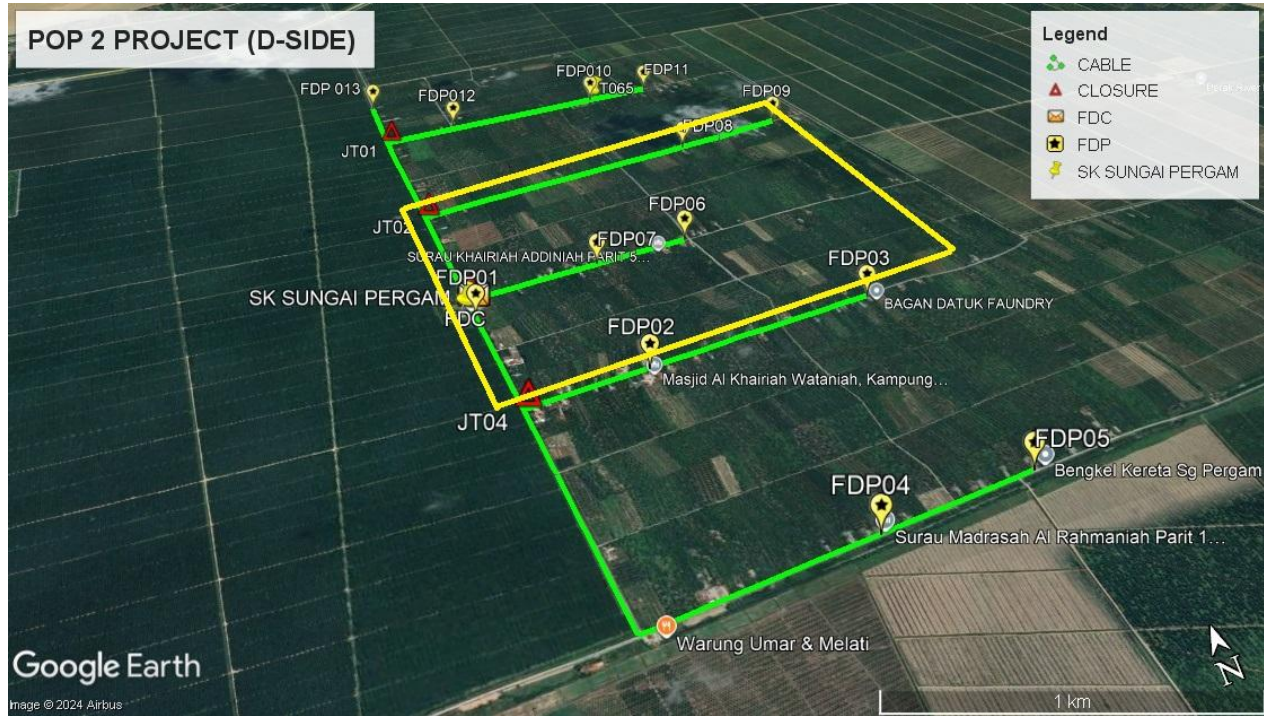 POP 2 PROJECT (D-SIDE)
Legend
CABLE
CLOSURE
FDC
FDP
SK SUNGAI PERGAM
FDP 013
FDP012
FDP010
FDP11
T065
FDP09
FDP08
JT01
JT02
FDP06
FDP07
SURAU KHAIRIAH ADDINIAH PARIT 5...
FDP03
FDP01
SK SUNGAI PERGAM
FDC
BAGAN DATUK FAUNDRY
FDP02
Masjid Al Khairiah Wataniah, Kampung...
JT04
FDP05
Bengkel Kereta Sg Pergam
FDP04
Surau Madrasah Al Rahmaniah Parit 1...
Warung Umar & Melati
Google Earth
Image © 2024 Airbus
1 km
N